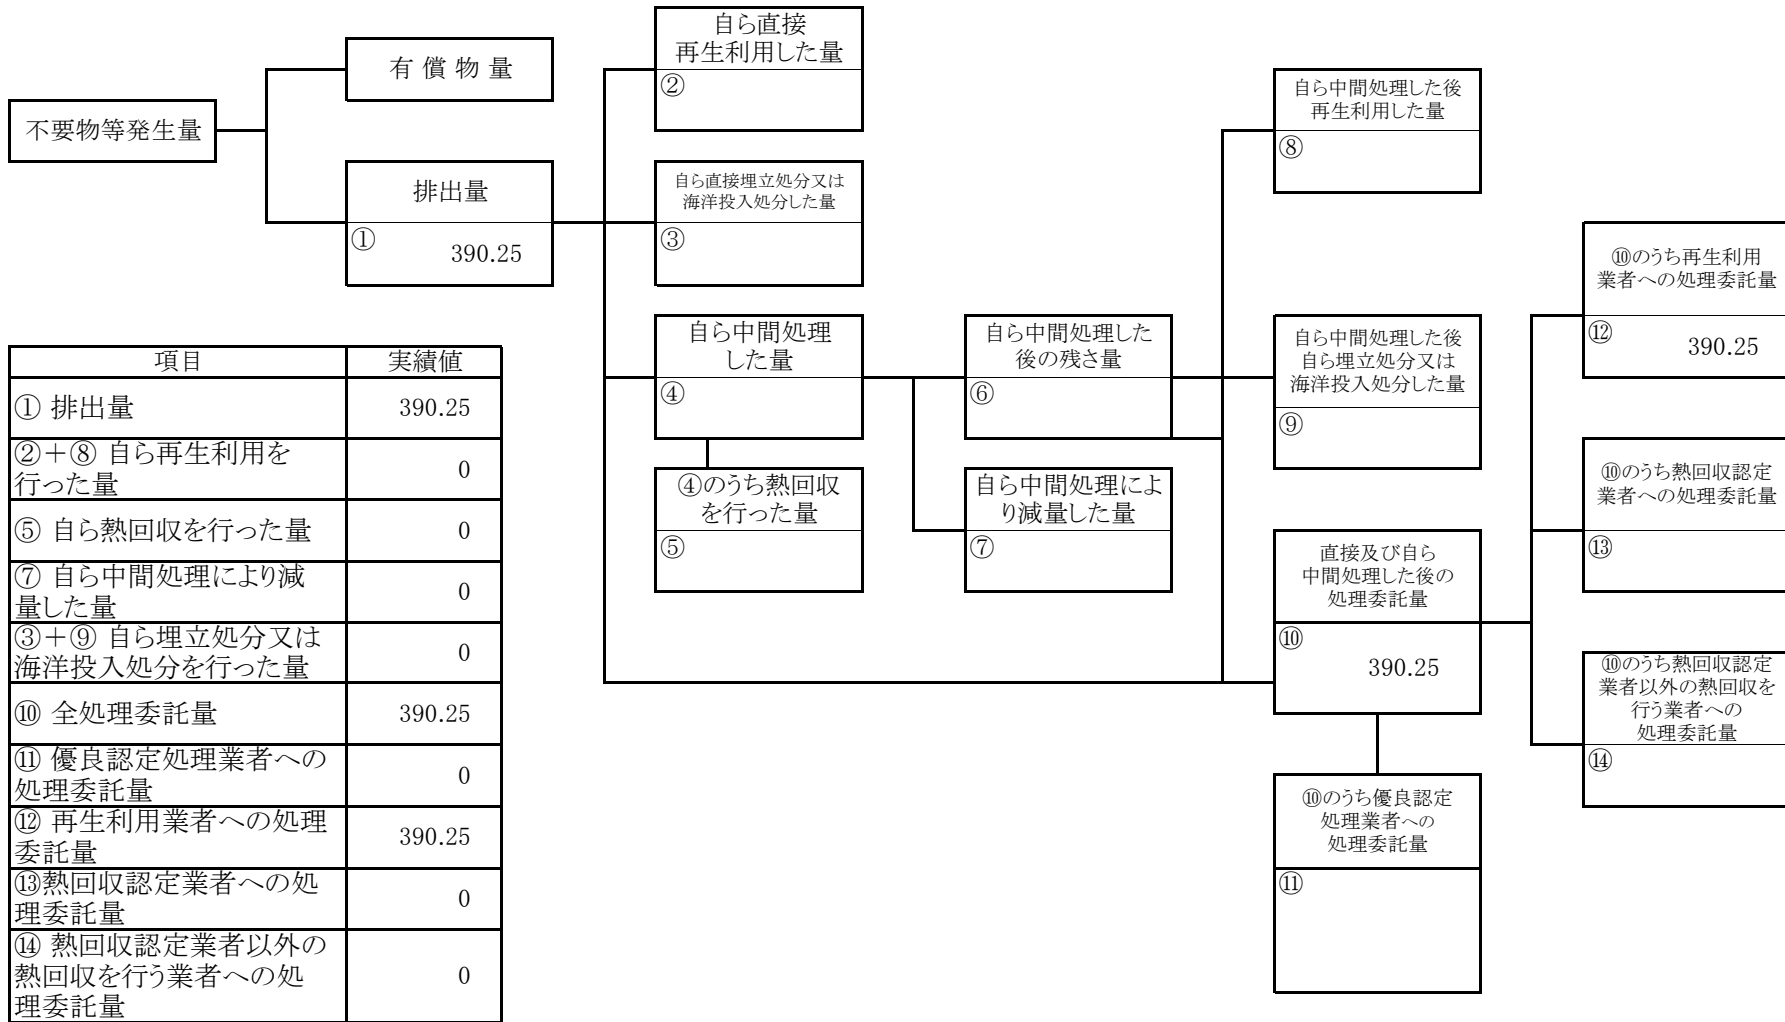 不要物等発生量
有 償 物 量
排出量
①
390.25
自ら直接
再生利用した量
②
自ら直接埋立処分又は
海洋投入処分した量
③
自ら中間処理
した量
④
④のうち熱回収
を行った量
⑤
自ら中間処理した
後の残さ量
⑥
自ら中間処理によ
り減量した量
⑦
自ら中間処理した後
再生利用した量
⑧
自ら中間処理した後
自ら埋立処分又は
海洋投入処分した量
⑨
直接及び自ら
中間処理した後の
処理委託量
⑩
390.25
⑩のうち優良認定
処理業者への
処理委託量
⑪
⑩のうち再生利用
業者への処理委託量
⑫
390.25
⑩のうち熱回収認定
業者への処理委託量
⑬
⑩のうち熱回収認定
業者以外の熱回収を
行う業者への
処理委託量
⑭
項目 実績値
① 排出量 390.25
②＋⑧ 自ら再生利用を
行った量 0
⑤ 自ら熱回収を行った量 0
⑦ 自ら中間処理により減
量した量 0
③＋⑨ 自ら埋立処分又は
海洋投入処分を行った量 0
⑩ 全処理委託量 390.25
⑪ 優良認定処理業者への
処理委託量 0
⑫ 再生利用業者への処理
委託量 390.25
⑬熱回収認定業者への処
理委託量 0
⑭ 熱回収認定業者以外の
熱回収を行う業者への処
理委託量 0